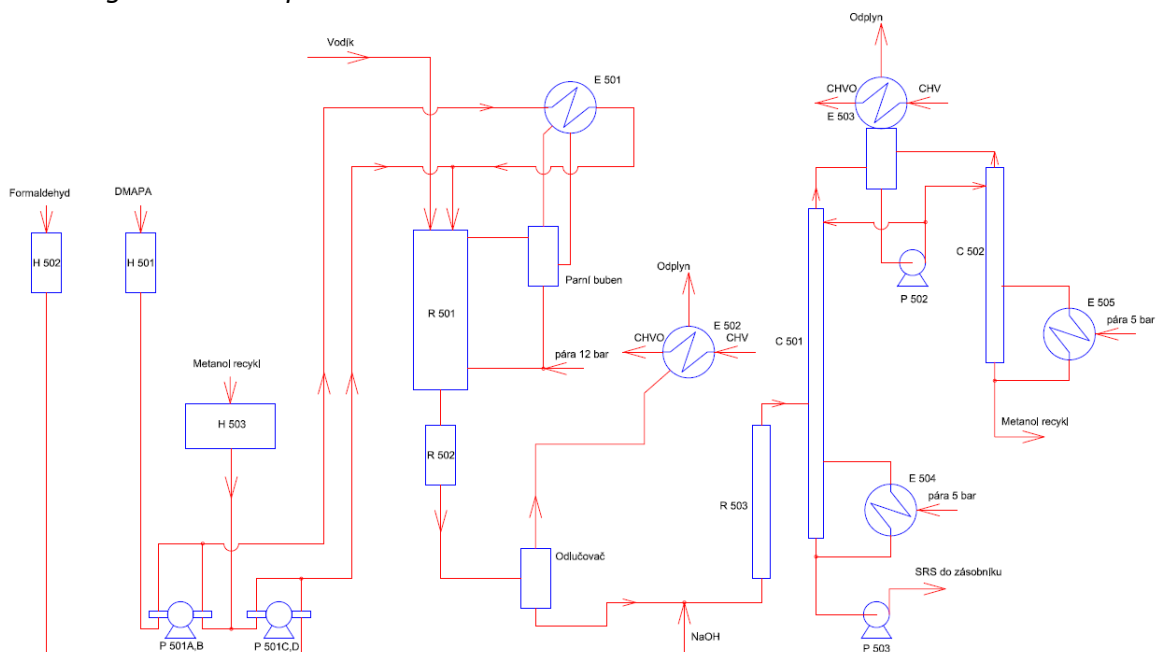 Odplyn
Vodík
E 501
CHVO
CHV
E 503
Formaldehyd
DMAPA
H 502
H 501
C 502
R 501
Parní buben
Odplyn
P 502
E 505
pára 5 bar
E 502
CHVO
CHV
C 501
pára 12 bar
Metanol recykl
H 503
Metanol recykl
R 502
E 504
pára 5 bar
R 503
Odlučovač
SRS do zásobníku
NaOH
P 501A,B
P 501C,D
P 503